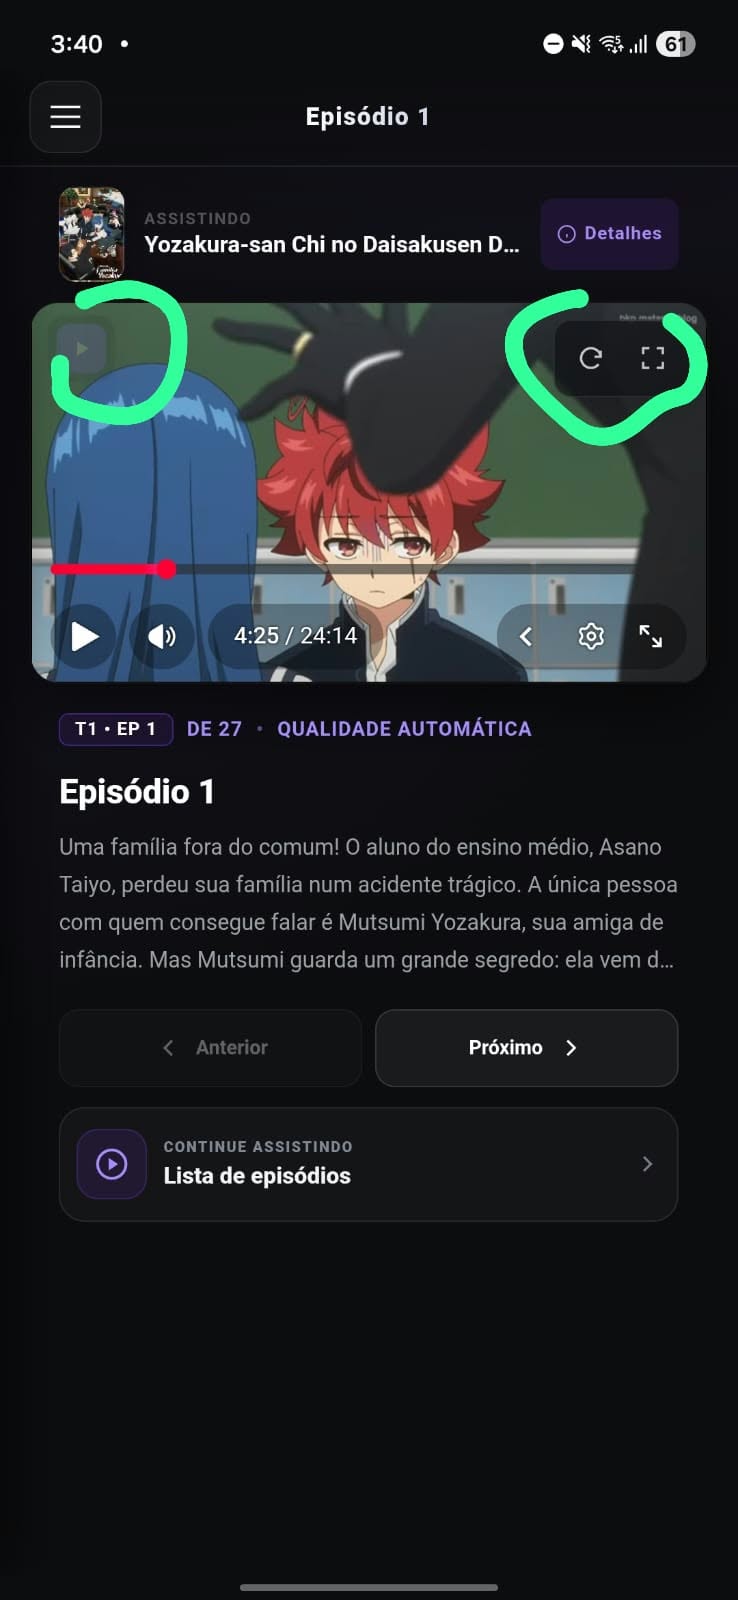 3:40
61
Episódio 1
ASSISTINDO
Yozakura-san Chi no Daisakusen D...
Detalhes
4:25 / 24:14
T1 • EP 1 DE 27 • QUALIDADE AUTOMÁTICA
Episódio 1
Uma família fora do comum! O aluno do ensino médio, Asano
Taiyo, perdeu sua família num acidente trágico. A única pessoa
com quem consegue falar é Mutsumi Yozakura, sua amiga de
infância. Mas Mutsumi guarda um grande segredo: ela vem d...
Anterior
Próximo
CONTINUE ASSISTINDO
Lista de episódios